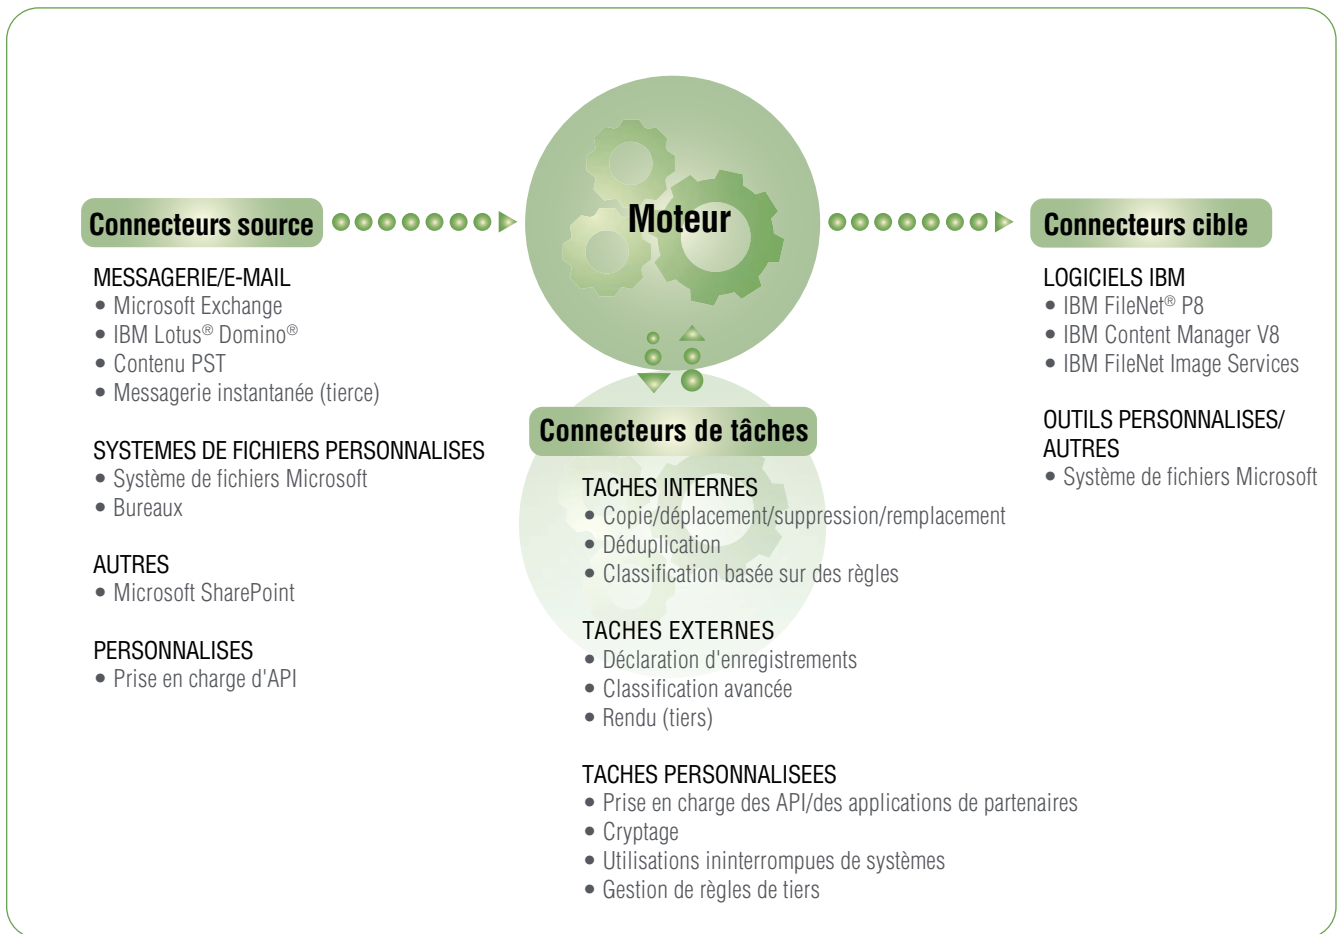 Moteur
Connecteurs source
MESSAGERIE/E-MAIL
• Microsoft Exchange
• IBM Lotus® Domino®
• Contenu PST
• Messagerie instantanée (tierce)
SYSTEMES DE FICHIERS PERSONNALISES
• Système de fichiers Microsoft
• Bureaux
AUTRES
• Microsoft SharePoint
PERSONNALISES
• Prise en charge d'API
Connecteurs de tâches
TACHES INTERNES
• Copie/déplacement/suppression/remplacement
• Déduplication
• Classification basée sur des règles
TACHES EXTERNES
• Déclaration d'enregistrements
• Classification avancée
• Rendu (tiers)
TACHES PERSONNALISEES
• Prise en charge des API/des applications de partenaires
• Cryptage
• Utilisations ininterrompues de systèmes
• Gestion de règles de tiers
Connecteurs cible
LOGICIELS IBM
• IBM FileNet® P8
• IBM Content Manager V8
• IBM FileNet Image Services
OUTILS PERSONNALISES/
AUTRES
• Système de fichiers Microsoft